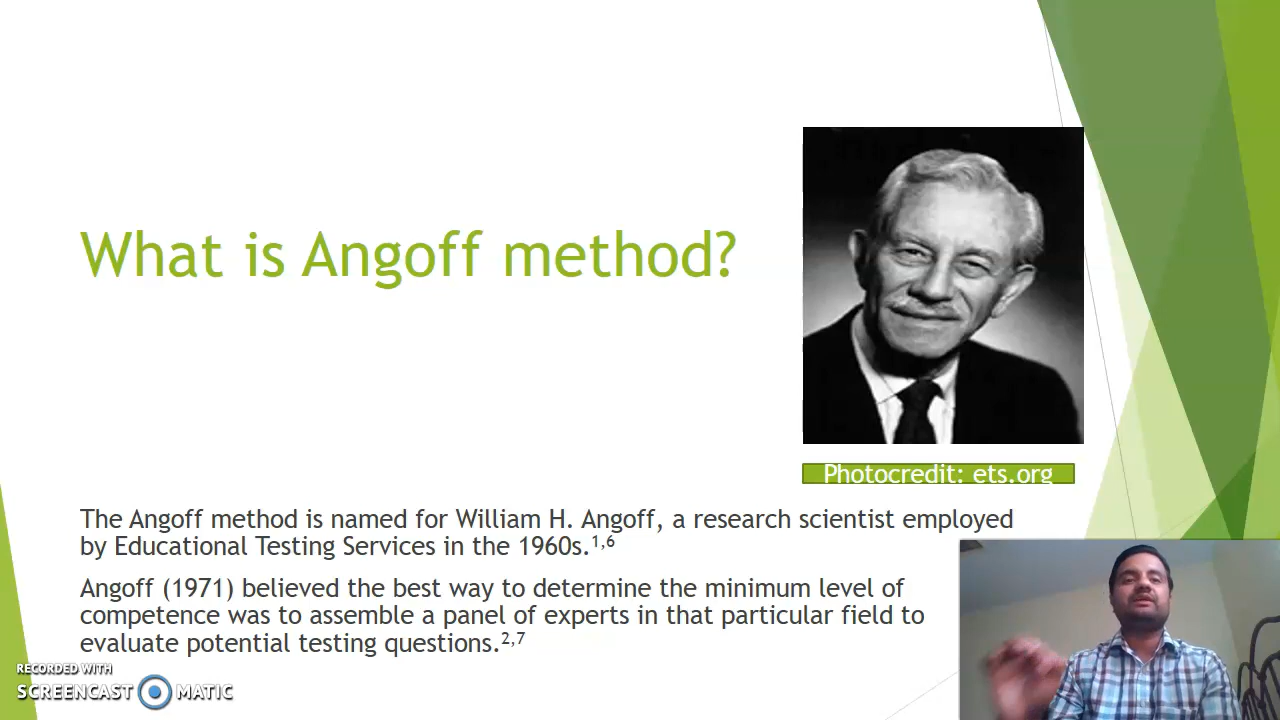 What is Angoff method?
Photocredit: ets.org
The Angoff method is named for William H. Angoff, a research scientist employed
by Educational Testing Services in the 1960s.1,6
Angoff (1971) believed the best way to determine the minimum level of
competence was to assemble a panel of experts in that particular field to
evaluate potential testing questions.2,7
RECORDED WITH
SCREENCAST MATIC